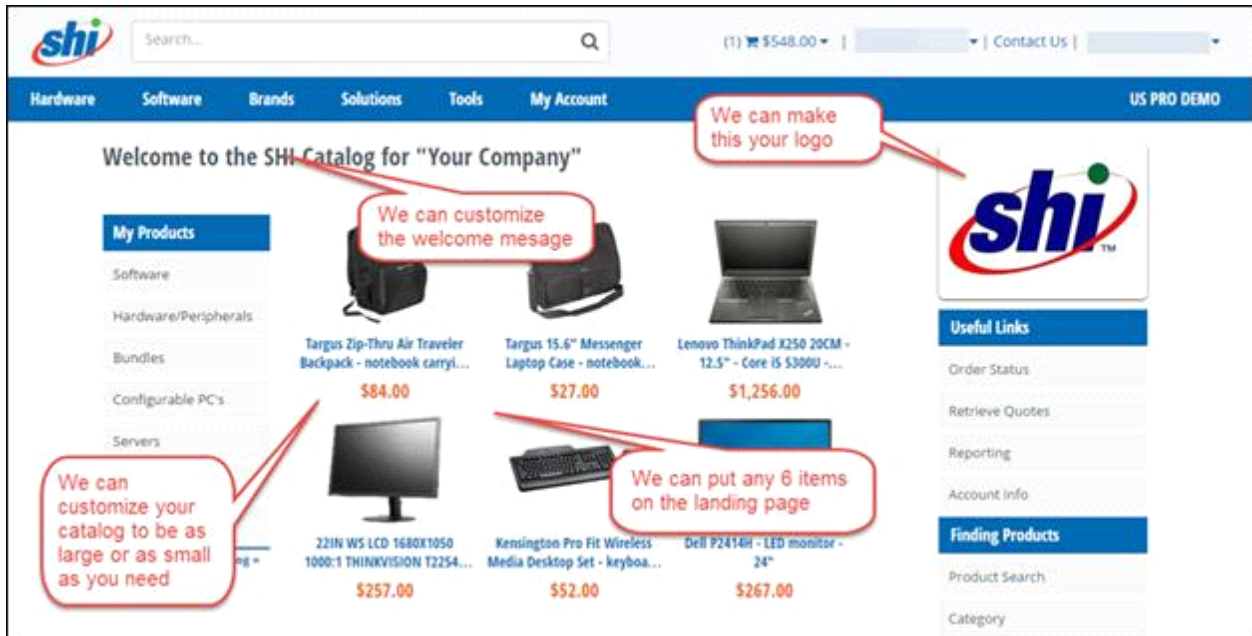 shi
Search...
(1) $548.00 | | Contact Us |
Hardware Software Brands Solutions Tools My Account US PRO DEMO
We can make
this your logo
Welcome to the SHI Catalog for "Your Company"
We can customize
the welcome mesage
shi
TM
My Products
Software
Hardware/Peripherals
Bundles
Configurable PC's
Servers
Targus Zip-Thru Air Traveler
Backpack - notebook carryi...
$84.00
Targus 15.6" Messenger
Laptop Case - notebook...
$27.00
Lenovo ThinkPad X250 20CM -
12.5" - Core i5 5300U -...
$1,256.00
We can
customize your
catalog to be as
large or as small
as you need
We can put any 6 items
on the landing page
22IN WS LCD 1680X1050
1000:1 THINKVISION T2254...
$257.00
Kensington Pro Fit Wireless
Media Desktop Set - keyboa...
$52.00
Dell P2414H - LED monitor -
24"
$267.00
Useful Links
Order Status
Retrieve Quotes
Reporting
Account Info
Finding Products
Product Search
Category